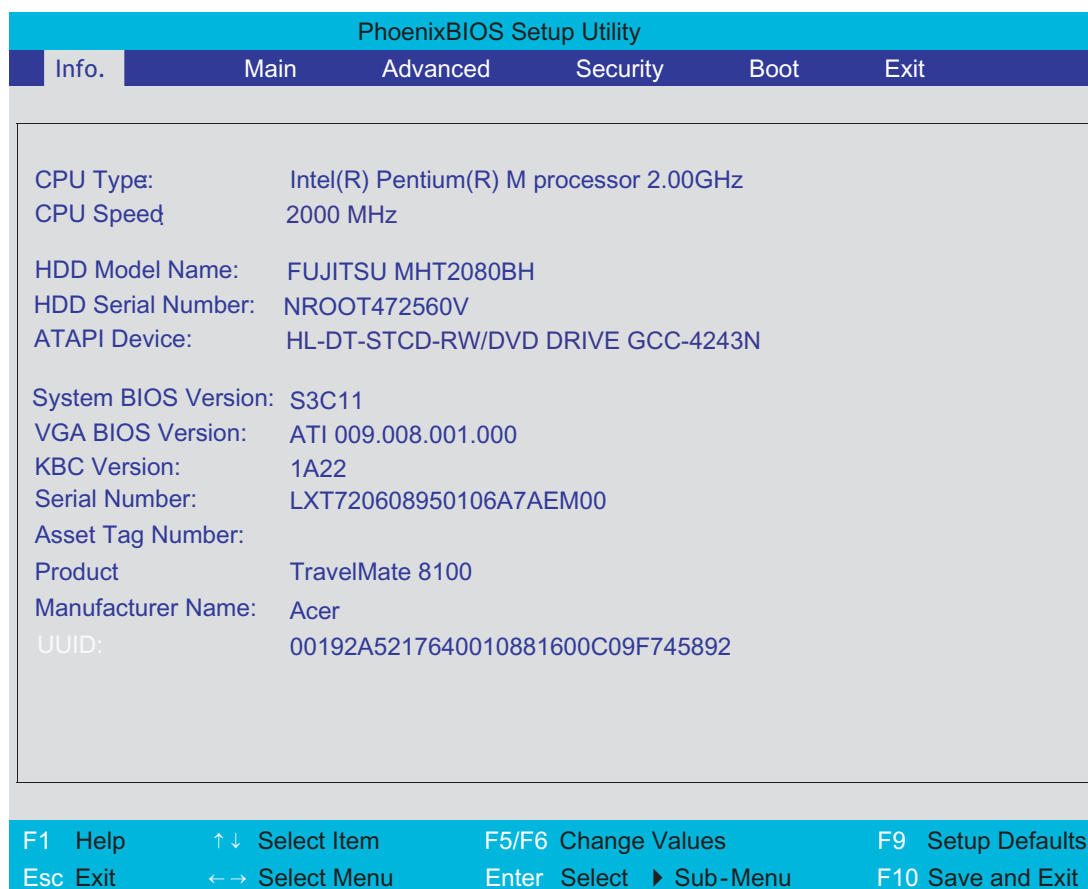 PhoenixBIOS Setup Utility
Info. Main Advanced Security Boot Exit
CPU Type: Intel(R) Pentium(R) M processor 2.00GHz
CPU Speed: 2000 MHz
HDD Model Name: FUJITSU MHT2080BH
HDD Serial Number: NROOT472560V
ATAPI Device: HL-DT-STCD-RW/DVD DRIVE GCC-4243N
System BIOS Version: S3C11
VGA BIOS Version: ATI 009.008.001.000
KBC Version: 1A22
Serial Number: LXT720608950106A7AEM00
Asset Tag Number:
Product TravelMate 8100
Manufacturer Name: Acer
UUID: 00192A5217640010881600C09F745892
F1 Help ↑↓ Select Item F5/F6 Change Values F9 Setup Defaults
Esc Exit ←→ Select Menu Enter Select ▶ Sub-Menu F10 Save and Exit